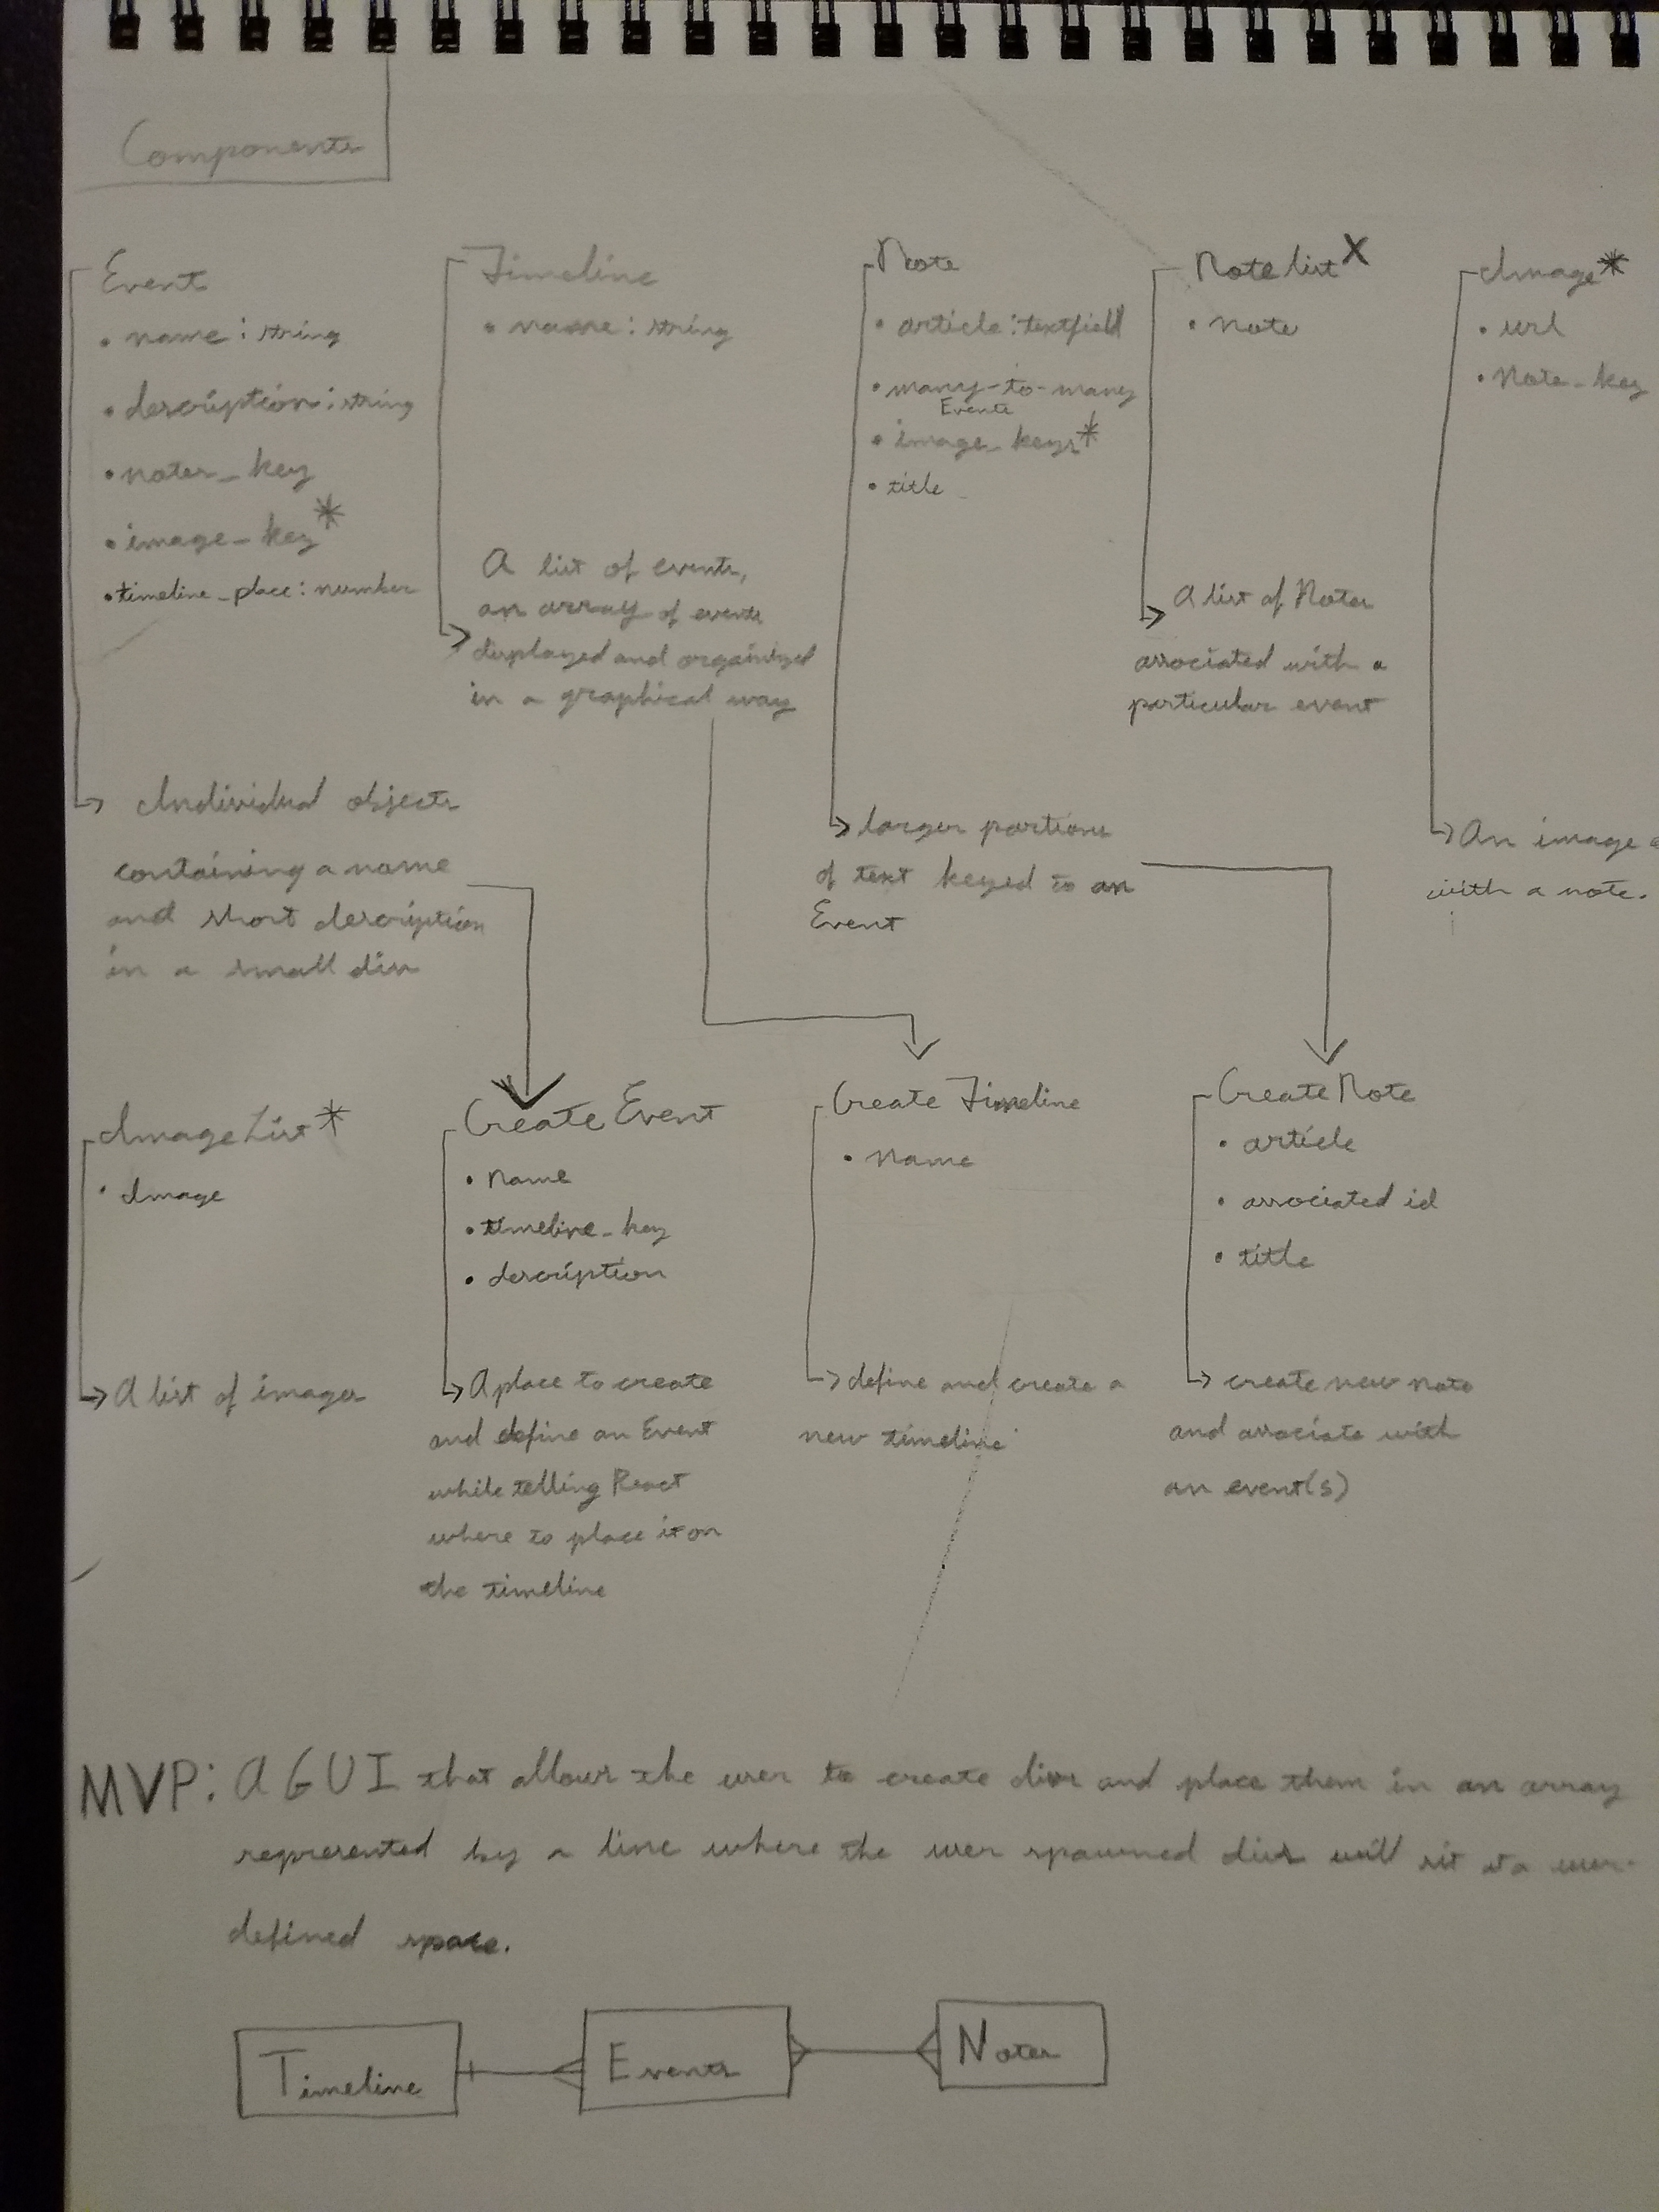 Components
Event
• name : string
• description : string
• notes_key
• image_key*
• timeline_place : number
Individual objects
containing a name
and short description
in a small div
Timeline
• name : string
A list of events,
an array of events
displayed and organized
in a graphical way
Note
• article : textfield
• many-to-many
Events
• image_keys*
• title
larger portions
of text keyed to an
Event
Note list X
• note
A list of Notes
associated with a
particular event
Image*
• url
• Note_key
An image
with a note.
ImageList*
• Image
A list of images
Create Event
• name
• timeline_key
• description
A place to create
and define an Event
while telling React
where to place it on
the timeline
Create Timeline
• name
define and create a
new timeline
Create Note
• article
• associated id
• title
create new note
and associate with
an event(s)
MVP: A GUI that allows the user to create divs and place them in an array
represented by a line where the user spawned divs will sit at a user-
defined space.
Timeline
Events
Notes